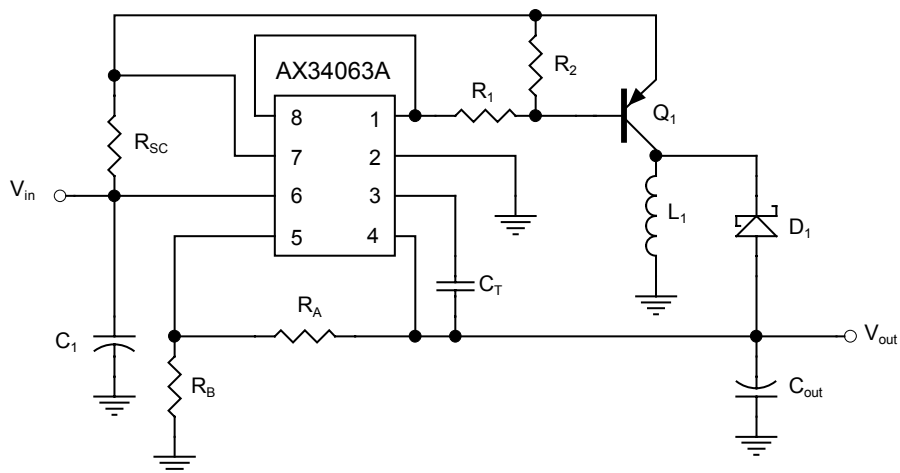 AX34063A
R2
R1
8 1
Q1
RSC
7 2
Vin
6 3
L1
D1
5 4
CT
RA
C1
Vout
RB
Cout